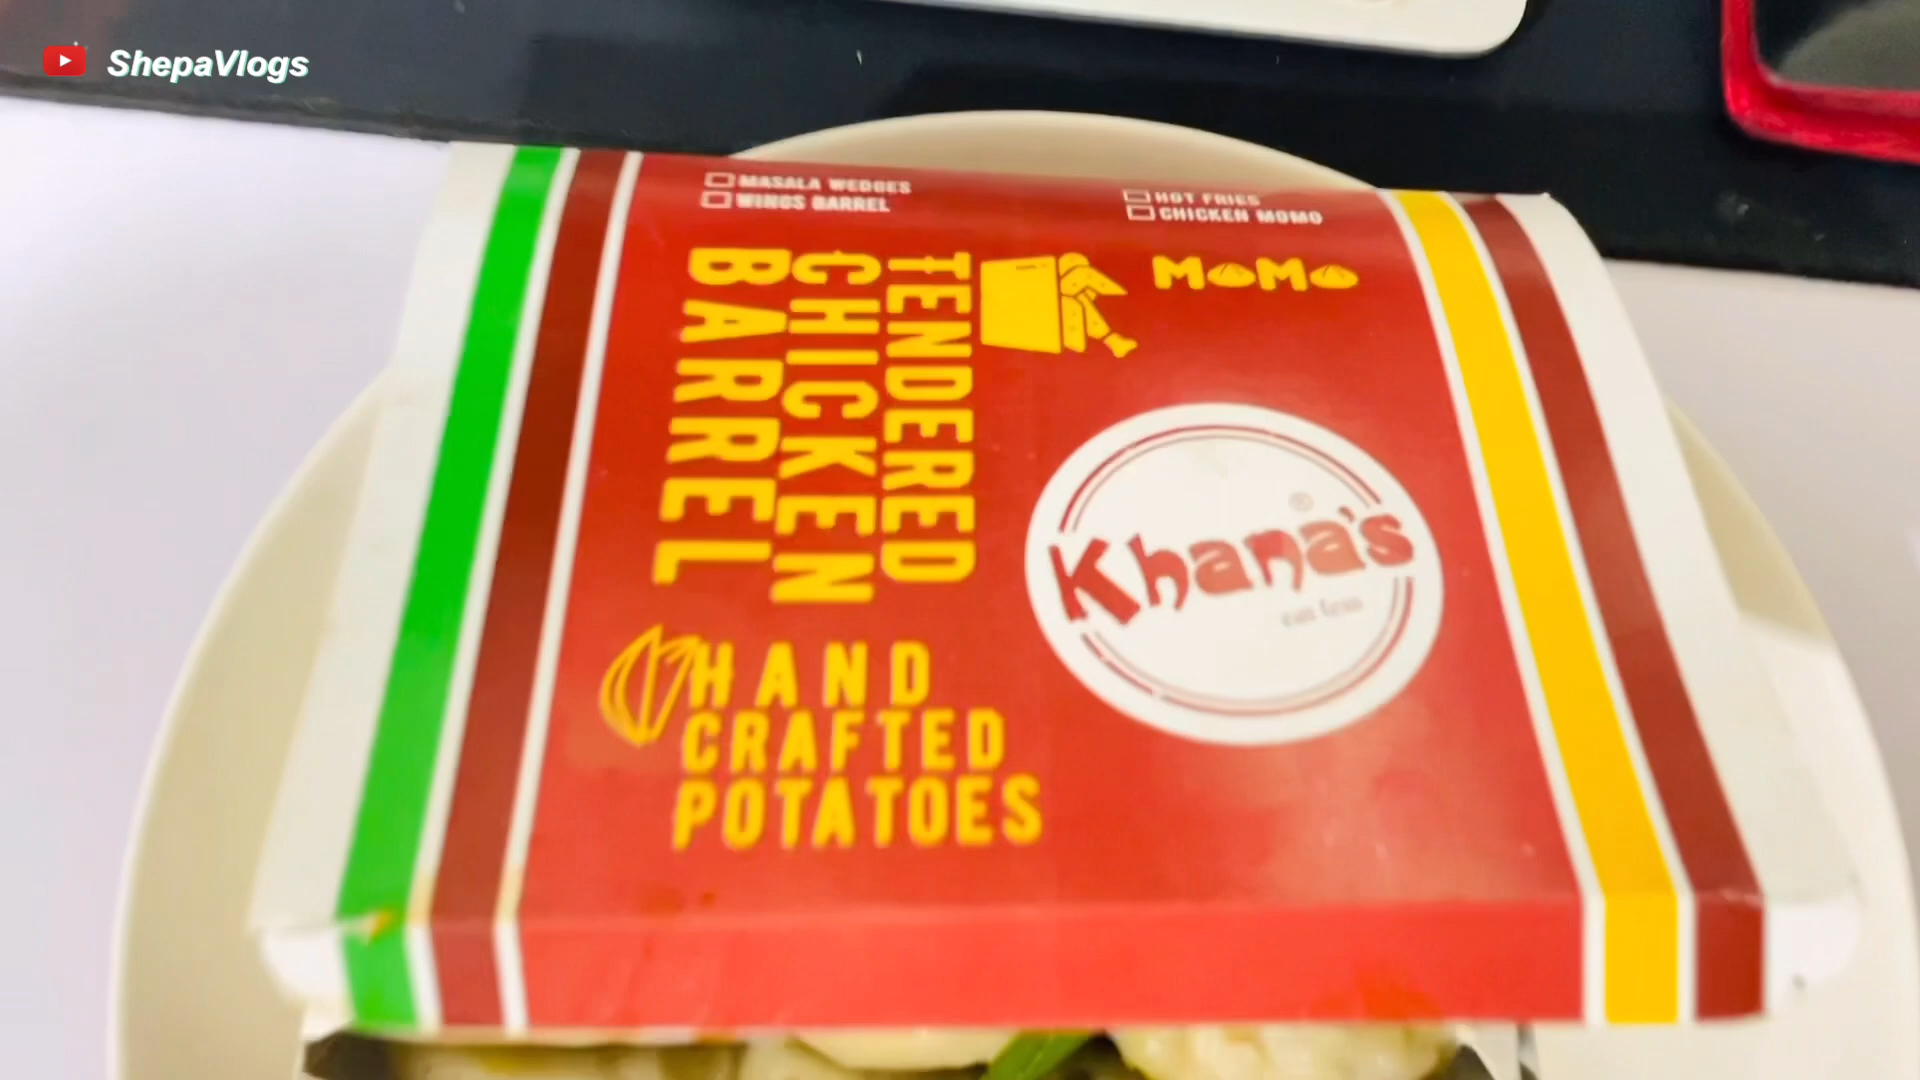 ShepaVlogs
MASALA WEDGES
WINGS BARREL
HOT FRIES
CHICKEN MOMO
MOMO
TENDERED
CHICKEN
BARREL
Khana's
®
HAND
CRAFTED
POTATOES